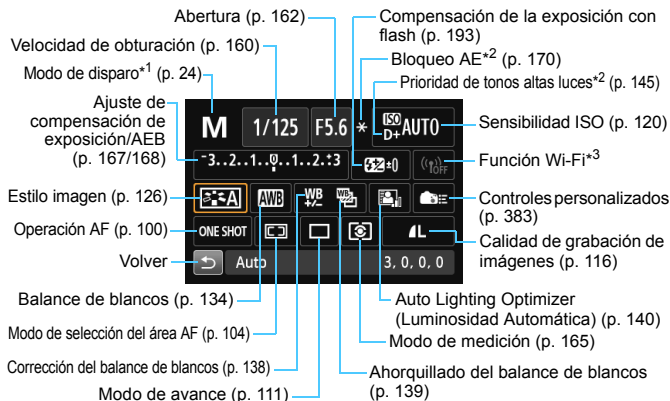 Abertura (p. 162)
Velocidad de obturación (p. 160)
Modo de disparo*1 (p. 24)
Ajuste de
compensación de
exposición/AEB
(p. 167/168)
Estilo imagen (p. 126)
Operación AF (p. 100)
Volver
Balance de blancos (p. 134)
Modo de selección del área AF (p. 104)
Corrección del balance de blancos (p. 138)
Modo de avance (p. 111)
Compensación de la exposición con
flash (p. 193)
Bloqueo AE*2 (p. 170)
Prioridad de tonos altas luces*2 (p. 145)
Sensibilidad ISO (p. 120)
Función Wi-Fi*3
Controles personalizados
(p. 383)
Calidad de grabación de
imágenes (p. 116)
Auto Lighting Optimizer
(Luminosidad Automática) (p. 140)
Modo de medición (p. 165)
Ahorquillado del balance de blancos
(p. 139)
M 1/125 F5.6 * ISO D+ AUTO
-3..2..1..0..1..2.:+3 ±0 OFF
A AWB WB +/- WB
ONE SHOT L
Auto 3, 0, 0, 0